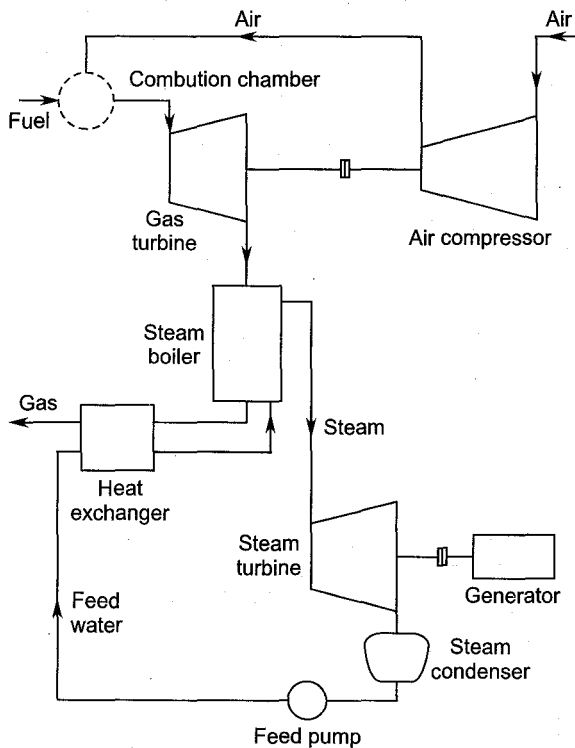 Air
Air
Combution chamber
Fuel
Gas
turbine
Air compressor
Steam
boiler
Gas
Steam
Heat
exchanger
Steam
turbine
Generator
Feed
water
Steam
condenser
Feed pump